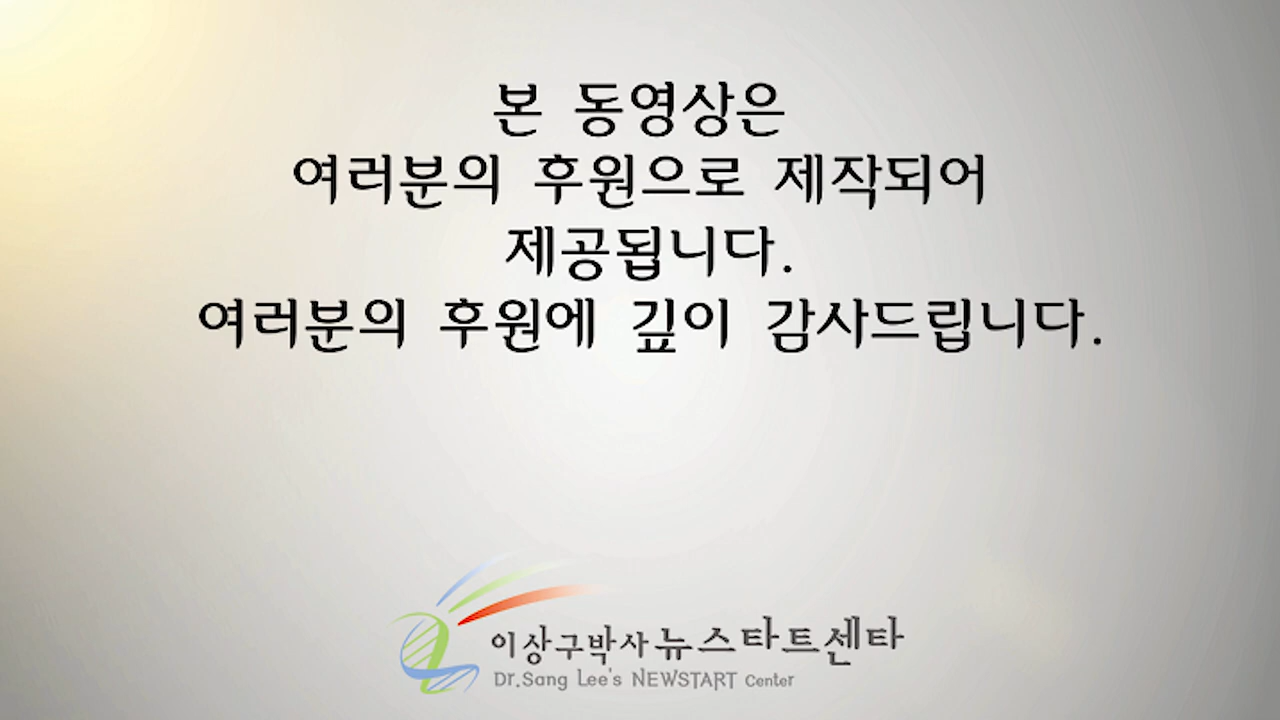 본 동영상은
여러분의 후원으로 제작되어
제공됩니다.
여러분의 후원에 깊이 감사드립니다.
이상구박사 뉴스타트센타
Dr.Sang Lee's NEWSTART Center